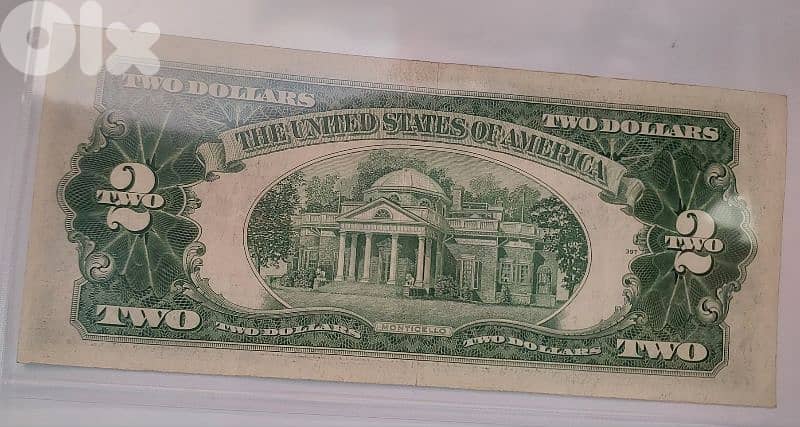 olx
TWO DOLLARS
THE UNITED STATES OF AMERICA
TWO DOLLARS
2
TWO
2
TWO
397
TWO
TWO DOLLARS
MONTICELLO
TWO DOLLARS
TWO